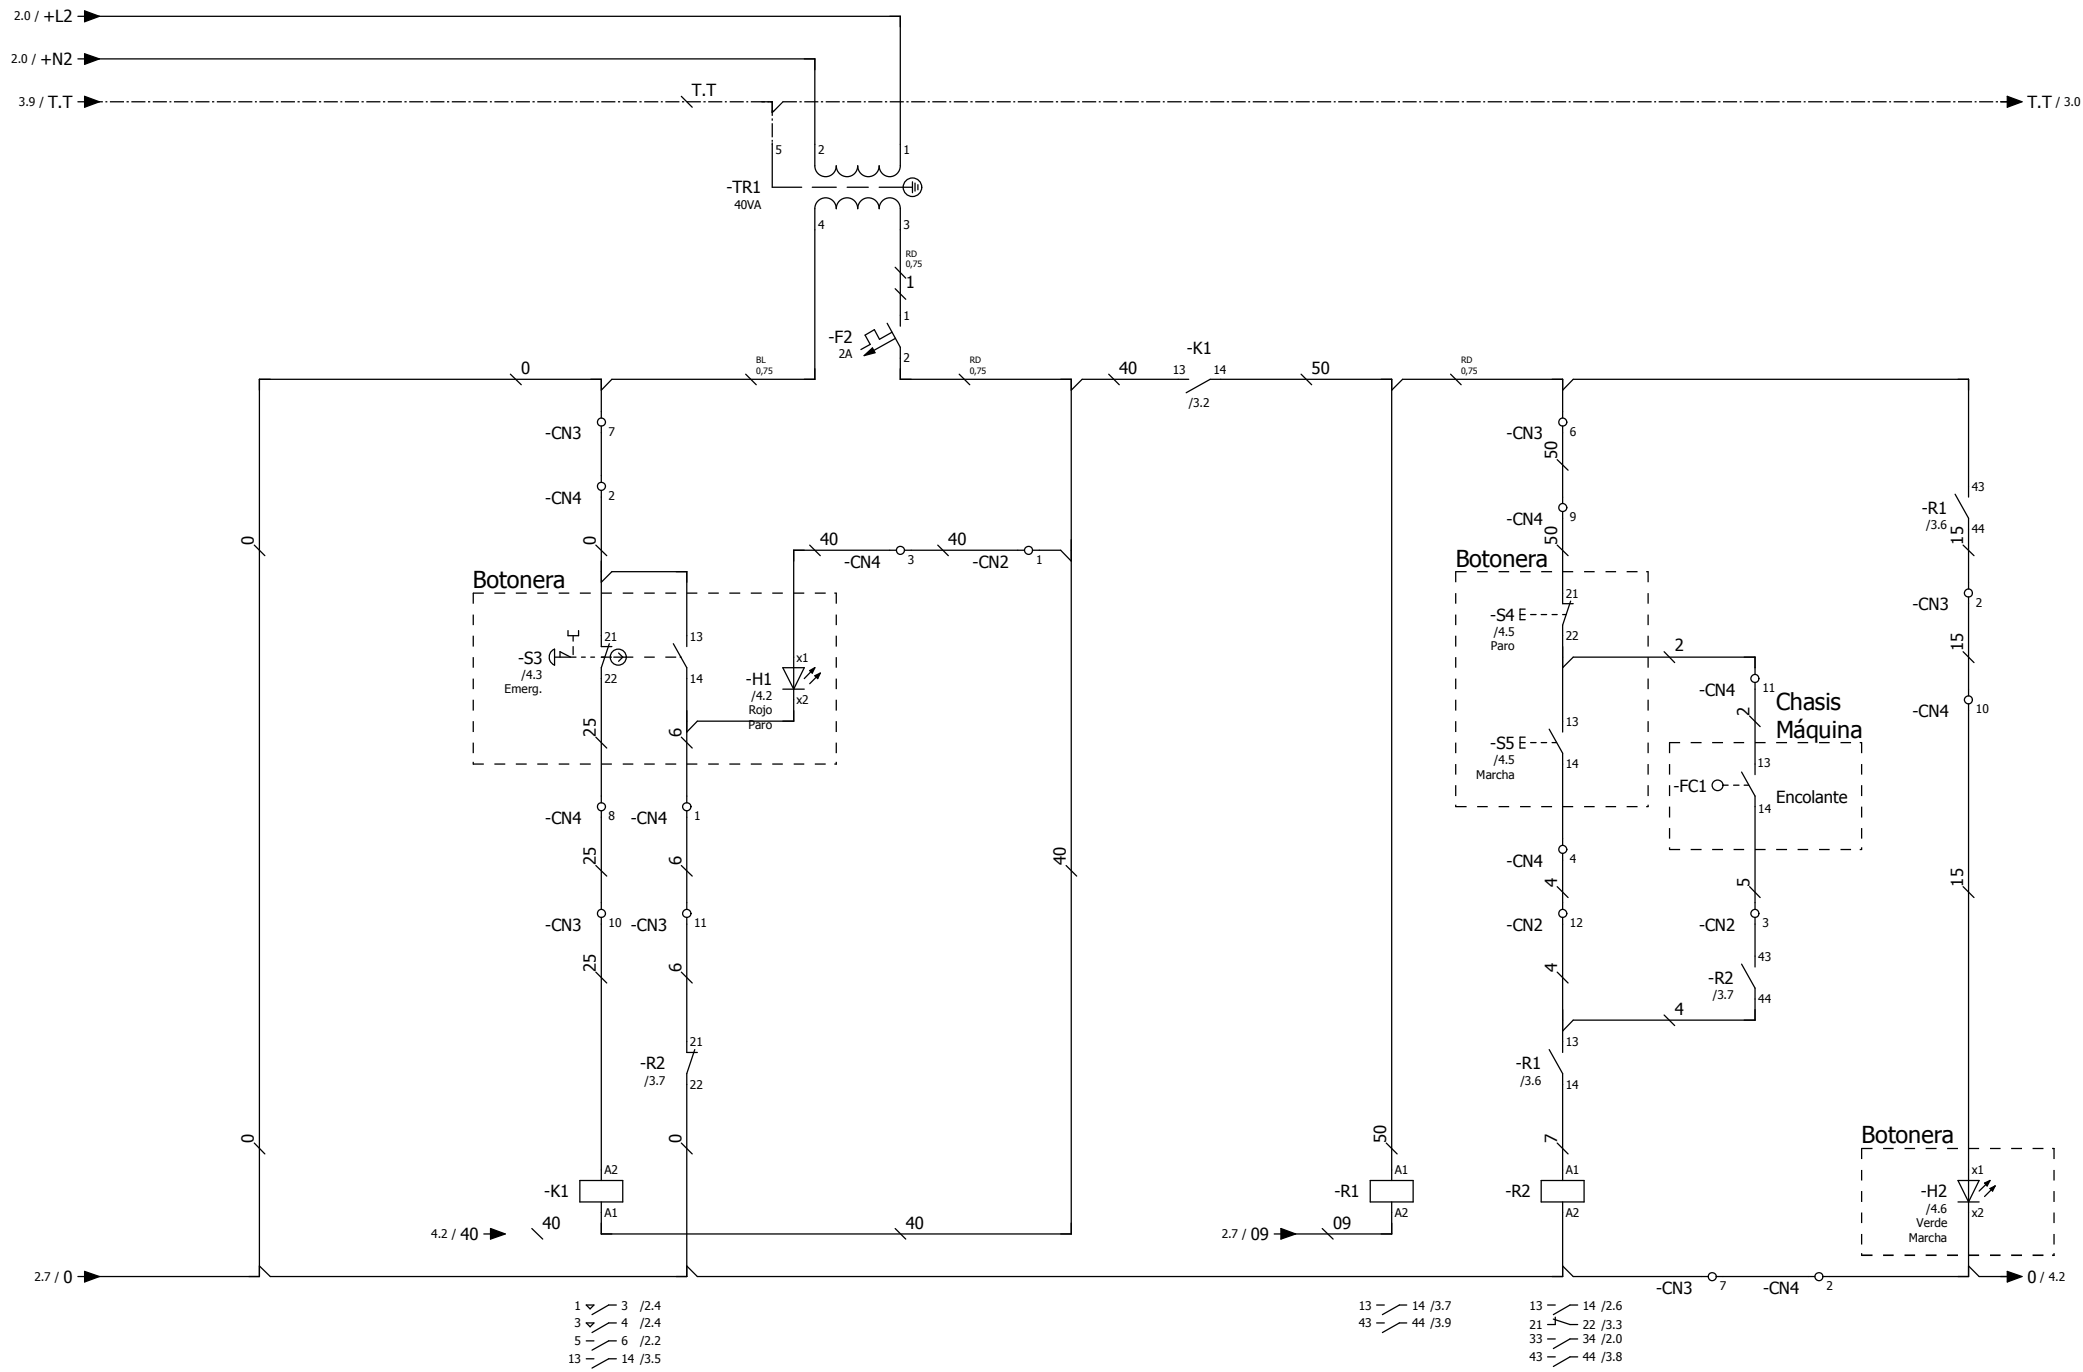 2.0 / +L2
2.0 / +N2
3.9 / T.T
T.T
T.T / 3.0
5
2
1
-TR1
40VA
4
3
RD
0,75
1
1
-F2
2A
2
0
BL
0,75
RD
0,75
40
-K1
13
14
/3.2
50
RD
0,75
-CN3
7
-CN3
6
50
-CN4
2
-CN4
9
50
43
-R1
/3.6
44
15
0
0
40
-CN4
3
40
-CN2
1
Botonera
Botonera
21
-S4
E
/4.5
Paro
22
-CN3
2
15
21
13
-S3
/4.3
Emerg.
22
14
x1
-H1
/4.2
Rojo
Paro
x2
2
-CN4
11
2
Chasis
Máquina
-CN4
10
25
6
13
-S5
E
/4.5
Marcha
14
13
-FC1
14
Encolante
-CN4
8
-CN4
1
25
6
40
-CN4
4
4
5
15
-CN3
10
-CN3
11
-CN2
12
-CN2
3
25
6
4
43
-R2
/3.7
44
4
21
-R2
/3.7
22
13
-R1
/3.6
14
0
0
50
7
Botonera
A2
-K1
A1
A1
-R1
A2
A1
-R2
A2
x1
-H2
/4.6
Verde
Marcha
x2
4.2 / 40
40
40
2.7 / 09
09
2.7 / 0
-CN3
7
-CN4
2
0 / 4.2
1 3 /2.4
3 4 /2.4
5 6 /2.2
13 14 /3.5
13 14 /3.7
43 44 /3.9
13 14 /2.6
21 22 /3.3
33 34 /2.0
43 44 /3.8